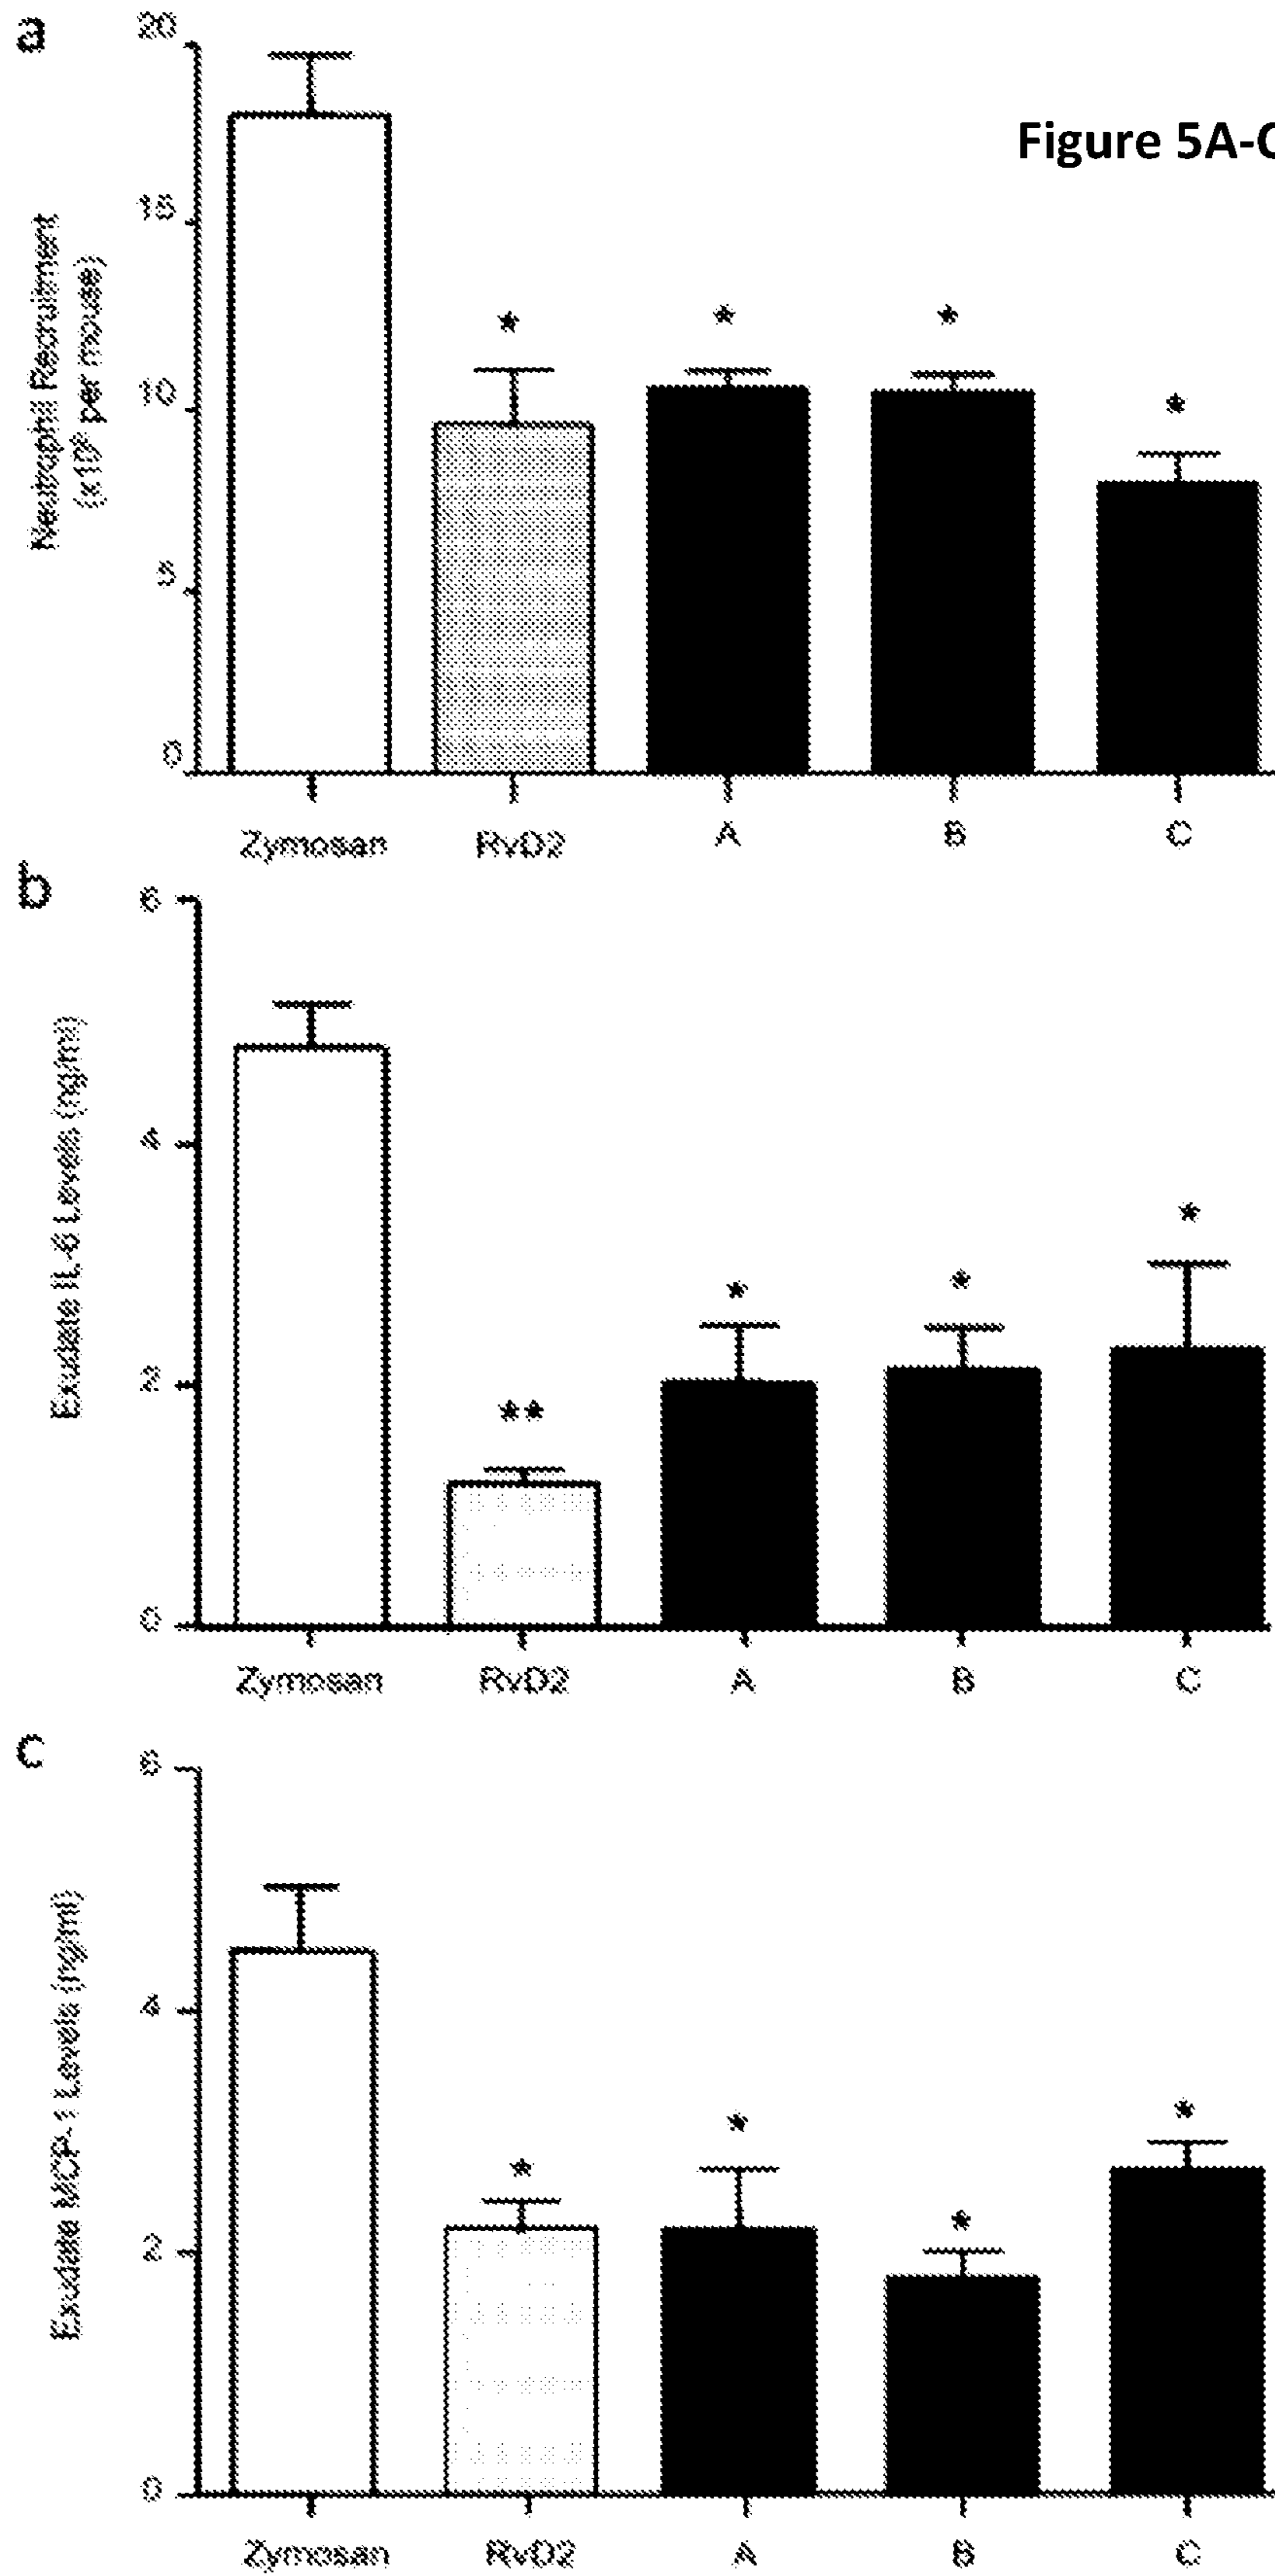 a
Figure 5A-C
20
15
10
5
0
Neutrophil Recruitment
per mouse)
*
*
*
*
Zymosan
RvD2
A
B
C
b
6
4
2
0
Exudate IL-6 Levels (ng/ml)
**
*
*
*
Zymosan
RvD2
A
B
C
c
6
4
2
0
Exudate MCP-1 Levels (ng/ml)
*
*
*
*
Zymosan
RvD2
A
B
C